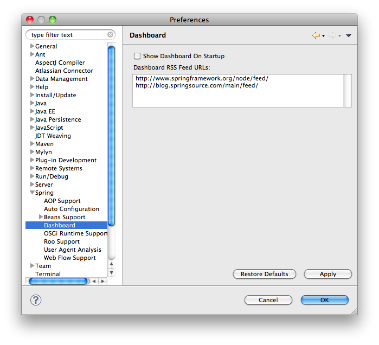 Preferences
type filter text
Dashboard
General
Ant
AspectJ Compiler
Atlassian Connector
Data Management
Help
Install/Update
Java
Java EE
Java Persistence
JavaScript
JDT Weaving
Maven
Mylyn
Plug-in Development
Remote Systems
Run/Debug
Server
Spring
AOP Support
Auto Configuration
Beans Support
Dashboard
OSGi Runtime Support
Roo Support
User Agent Analysis
Web Flow Support
Team
Terminal
Show Dashboard On Startup
Dashboard RSS Feed URLs:
http://www.springframework.org/node/feed/
http://blog.springsource.com/main/feed/
Restore Defaults
Apply
?
Cancel
OK